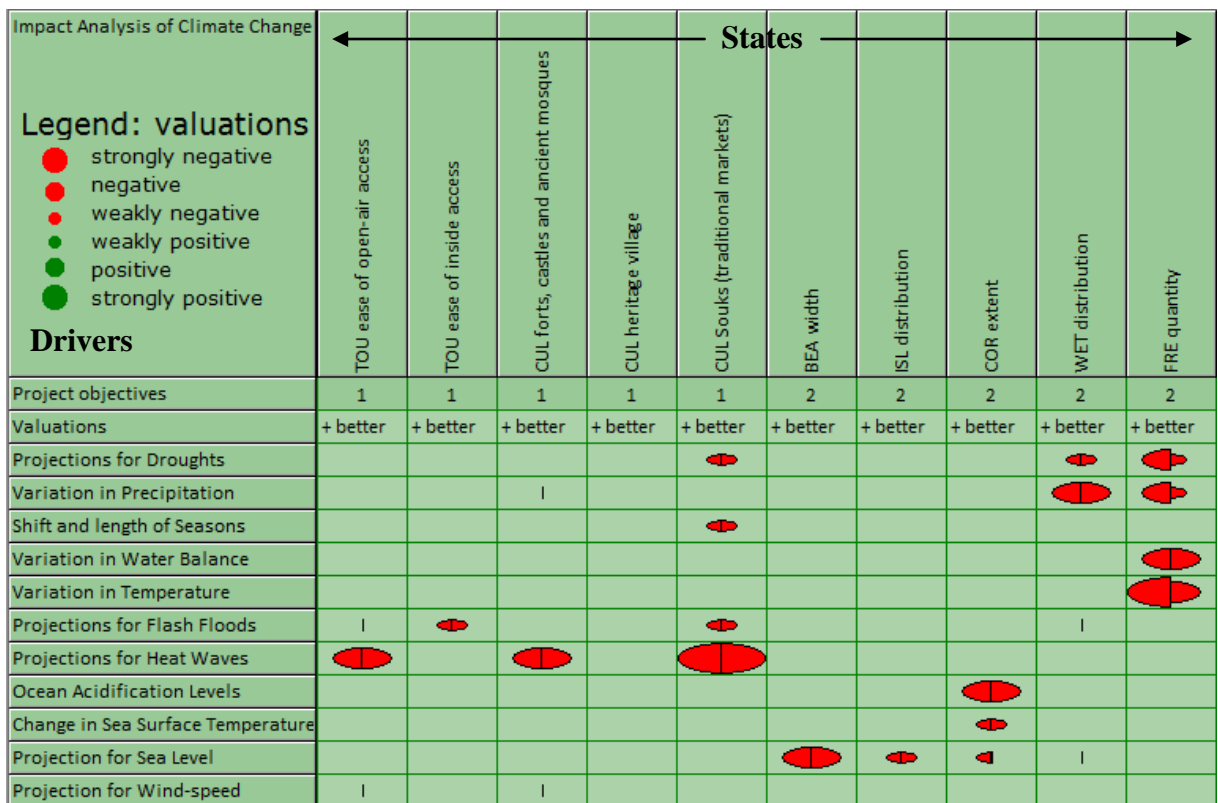 Impact Analysis of Climate Change
States
Legend: valuations
strongly negative
negative
weakly negative
weakly positive
positive
strongly positive
Drivers
TOU ease of open-air access
TOU ease of inside access
CUL forts, castles and ancient mosques
CUL heritage village
CUL Souks (traditional markets)
BEA width
ISL distribution
COR extent
WET distribution
FRE quantity
Project objectives 1 1 1 1 1 2 2 2 2 2
Valuations + better + better + better + better + better + better + better + better + better + better
Projections for Droughts
Variation in Precipitation
Shift and length of Seasons
Variation in Water Balance
Variation in Temperature
Projections for Flash Floods
Projections for Heat Waves
Ocean Acidification Levels
Change in Sea Surface Temperature
Projection for Sea Level
Projection for Wind-speed